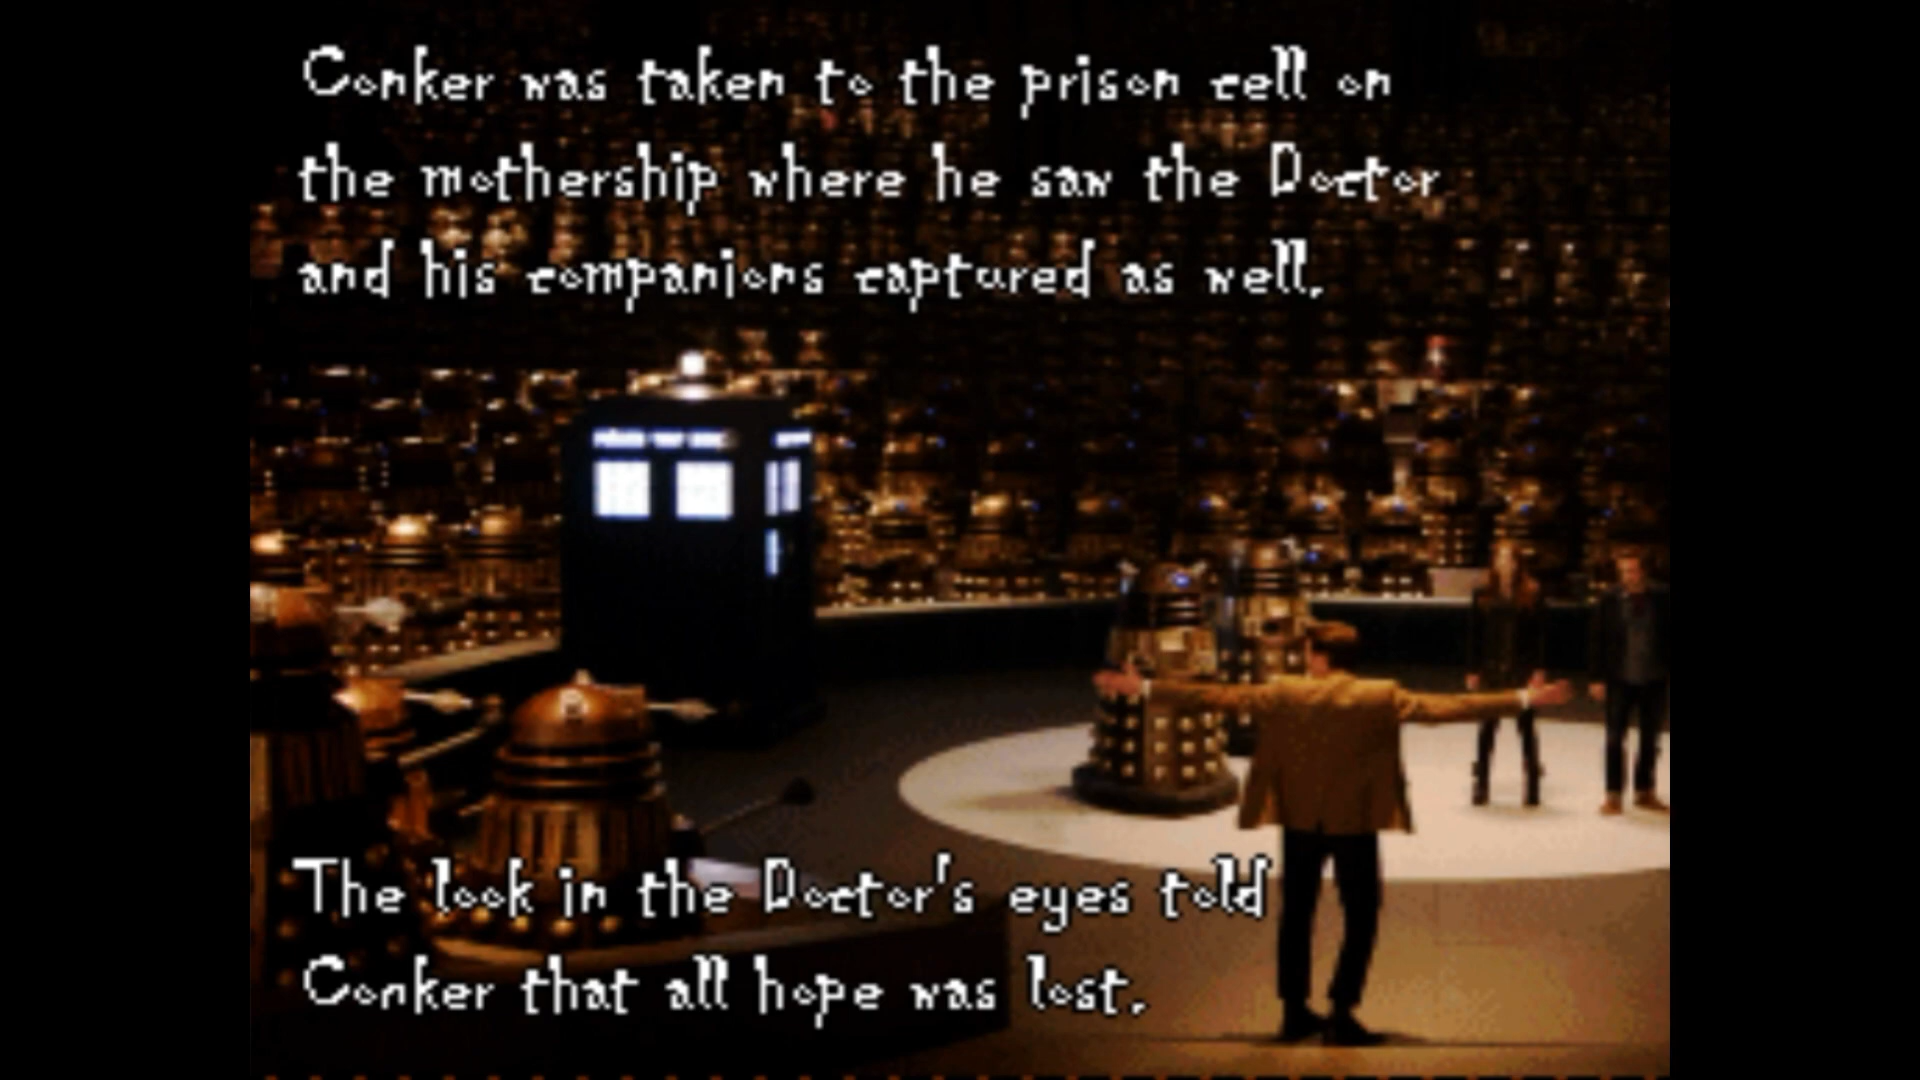 Conker was taken to the prison cell on
the mothership where he saw the Doctor
and his companions captured as well.
The look in the Doctor's eyes told
Conker that all hope was lost.